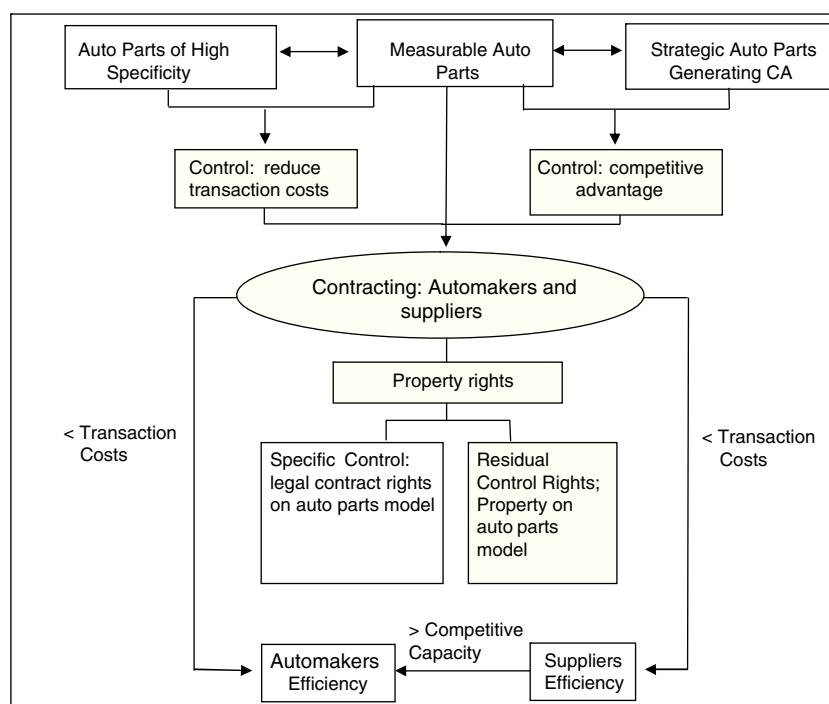 Auto Parts of High
Specificity
Measurable Auto
Parts
Strategic Auto Parts
Generating CA
Control: reduce
transaction costs
Control: competitive
advantage
Contracting: Automakers and
suppliers
Property rights
< Transaction
Costs
< Transaction
Costs
Specific Control:
legal contract rights
on auto parts model
Residual
Control Rights;
Property on
auto parts
model
> Competitive
Capacity
Automakers
Efficiency
Suppliers
Efficiency